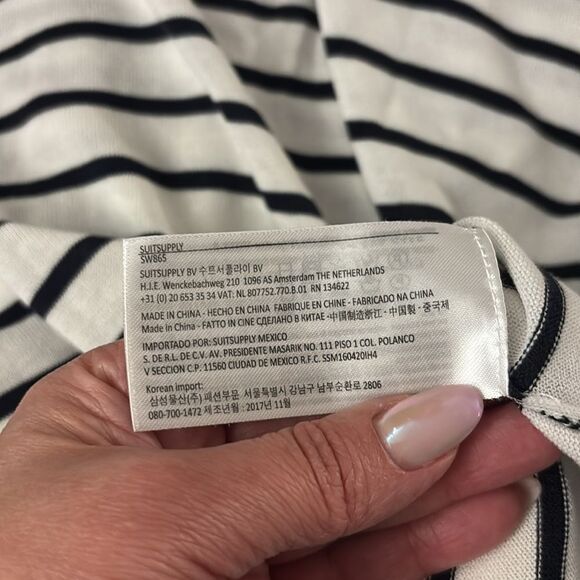 SUITSUPPLY
SW865
SUITSUPPLY BV 수트서플라이 BV
H.J.E. Wenckebachweg 210 1096 AS Amsterdam THE NETHERLANDS
+31 (0) 20 653 35 34 VAT: NL 807752.770.B.01 RN 134622
MADE IN CHINA - HECHO EN CHINA FABRIQUE EN CHINE - FABRICADO NA CHINA
Made in China - FATTO IN CINE СДЕЛАНО В КИТАЕ -中国制造浙江- 中國製 - 중국제
IMPORTADO POR: SUITSUPPLY MEXICO
S. DE R.L. DE C.V. AV. PRESIDENTE MASARIK NO. 111 PISO 1 COL. POLANCO
V SECCION C.P. 11560 CIUDAD DE MEXICO R.F.C. SSM160420IH4
Korean import:
삼성물산(주) 패션부문 서울특별시 강남구 남부순환로 2806
080-700-1472 제조년월 : 2017년 11월